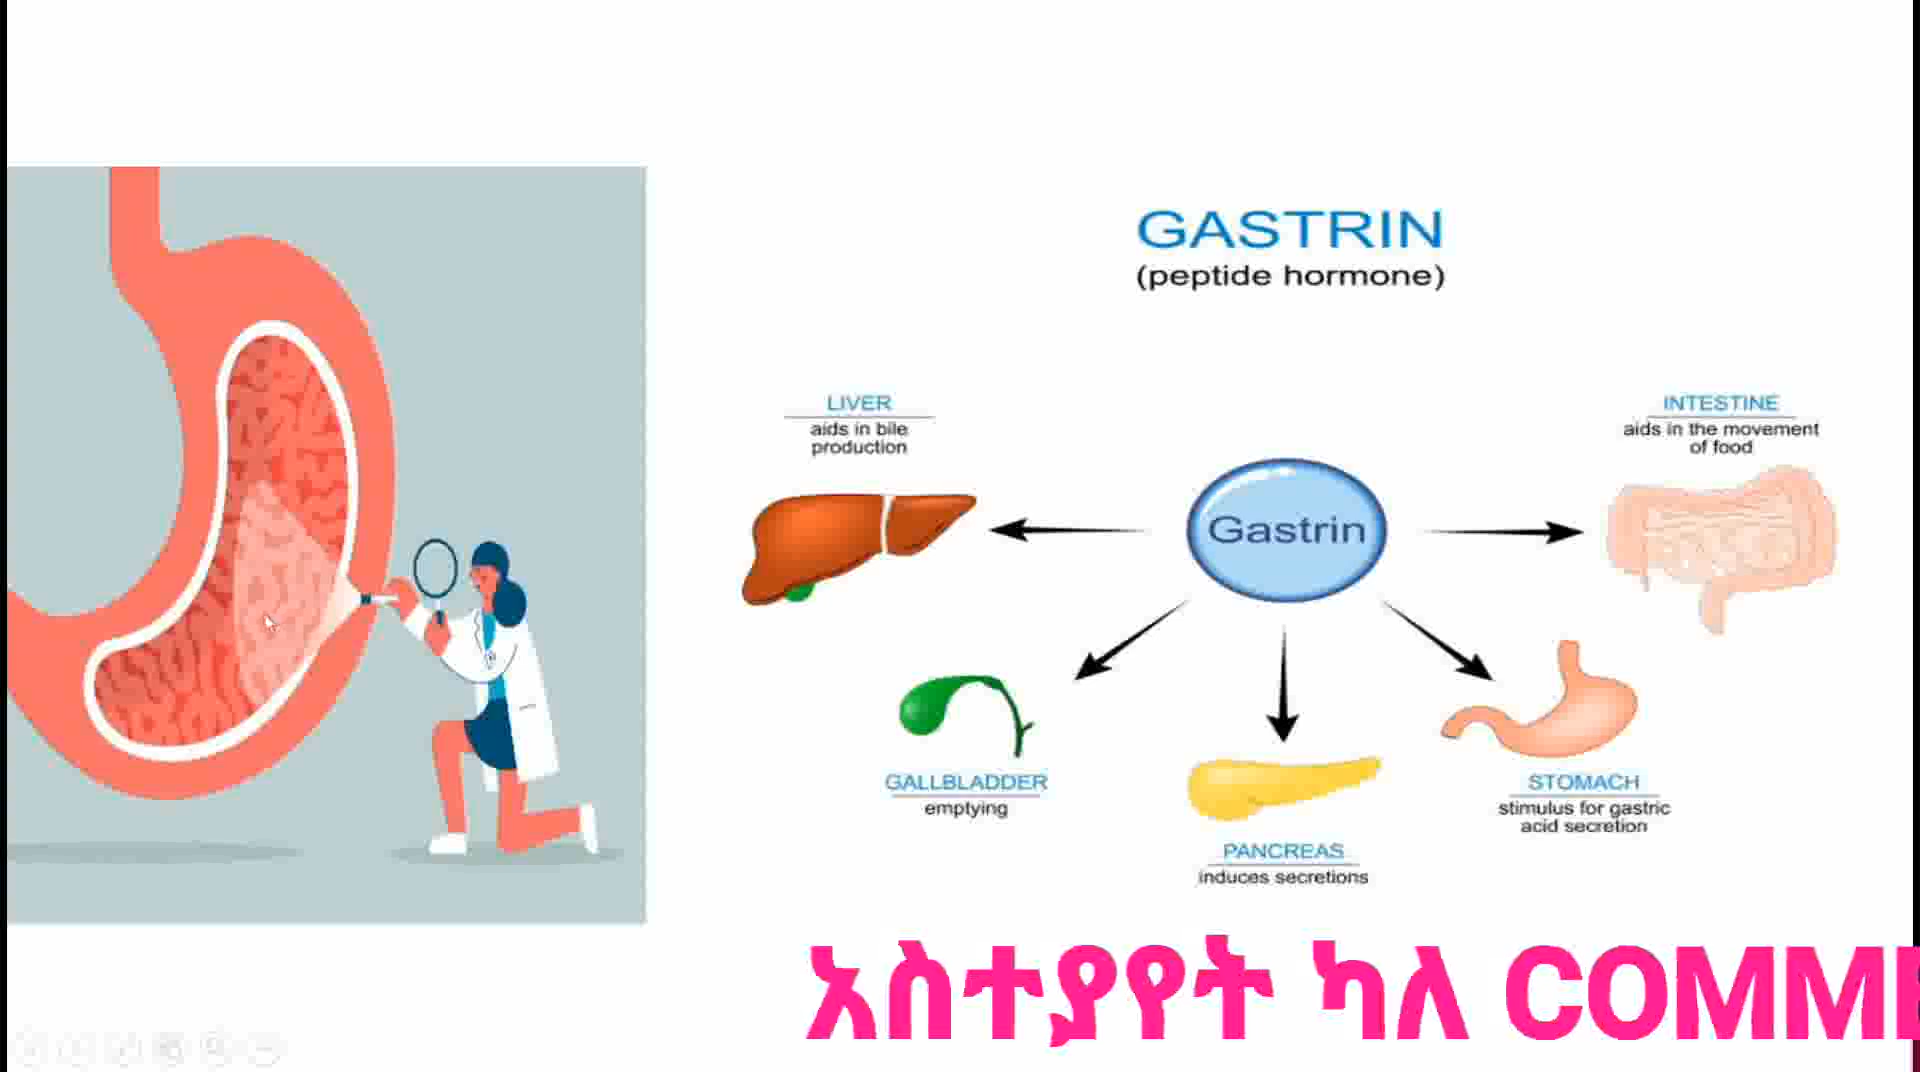 GASTRIN
(peptide hormone)
LIVER
aids in bile
production
INTESTINE
aids in the movement
of food
Gastrin
GALLBLADDER
emptying
STOMACH
stimulus for gastric
acid secretion
PANCREAS
induces secretions
አስተያየት ካለ COMME